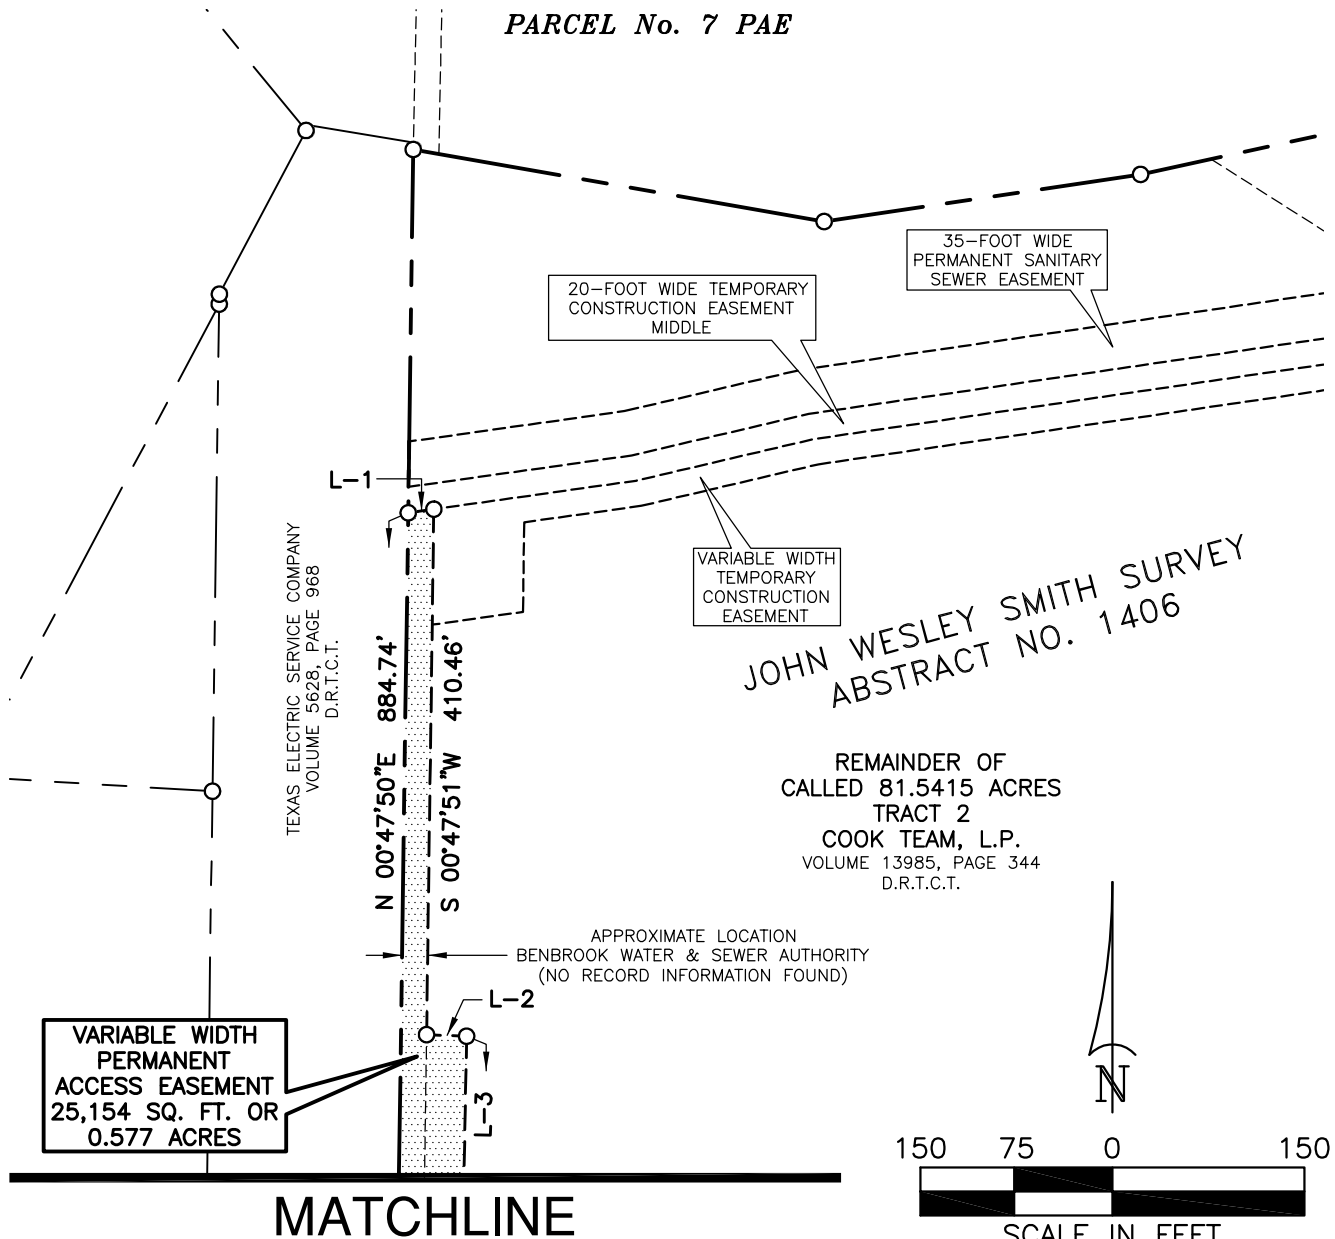 PARCEL No. 7 PAE
35-FOOT WIDE
PERMANENT SANITARY
SEWER EASEMENT
20-FOOT WIDE TEMPORARY
CONSTRUCTION EASEMENT
MIDDLE
L-1
VARIABLE WIDTH
TEMPORARY
CONSTRUCTION
EASEMENT
TEXAS ELECTRIC SERVICE COMPANY
VOLUME 5628, PAGE 968
D.R.T.C.T.
N 00°47'50"E 884.74'
S 00°47'51"W 410.46'
JOHN WESLEY SMITH SURVEY
ABSTRACT NO. 1406
REMAINDER OF
CALLED 81.5415 ACRES
TRACT 2
COOK TEAM, L.P.
VOLUME 13985, PAGE 344
D.R.T.C.T.
APPROXIMATE LOCATION
BENBROOK WATER & SEWER AUTHORITY
(NO RECORD INFORMATION FOUND)
L-2
VARIABLE WIDTH
PERMANENT
ACCESS EASEMENT
25,154 SQ. FT. OR
0.577 ACRES
L-3
N
150 75 0 150
SCALE IN FEET
MATCHLINE